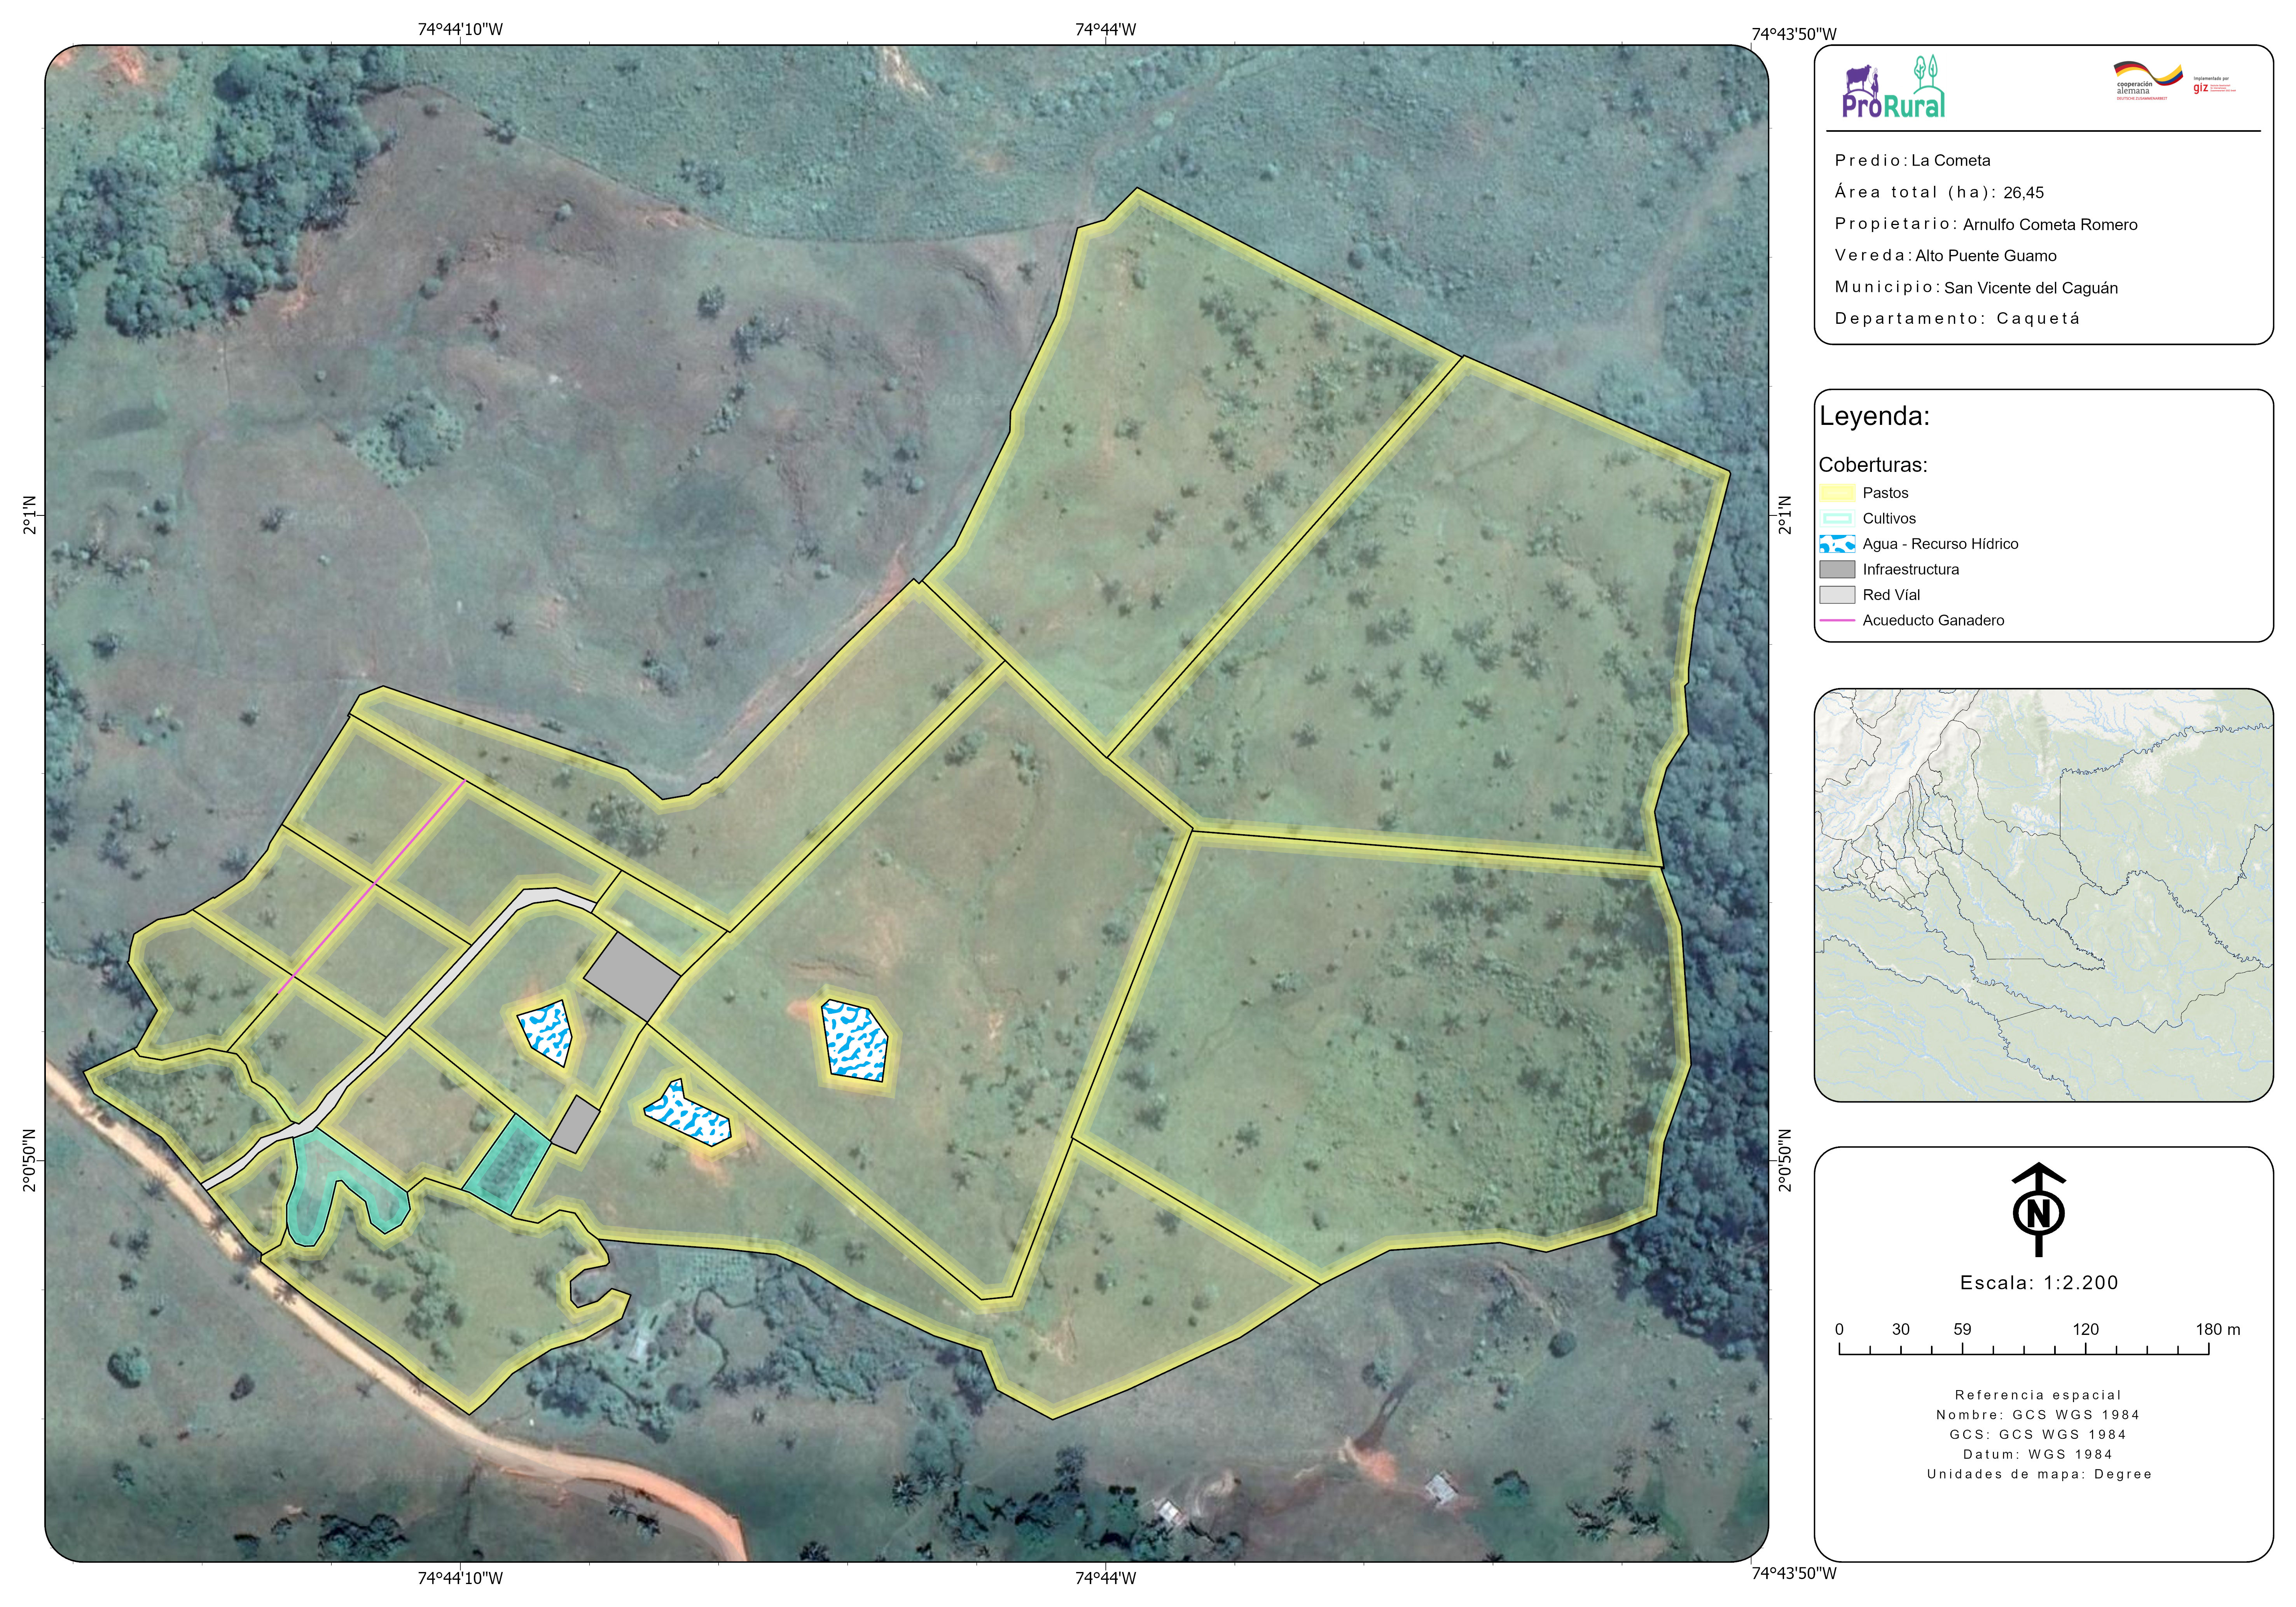 74°44'10"W
74°44'W
74°43'50"W
2°1'N
2°0'50"N
2°1'N
2°0'50"N
74°44'10"W
74°44'W
74°43'50"W
ProRural
cooperación
alemana
DEUTSCHE ZUSAMMENARBEIT
Implementada por
giz
Predio: La Cometa
Área total (ha): 26,45
Propietario: Arnulfo Cometa Romero
Vereda: Alto Puente Guamo
Municipio: San Vicente del Caguán
Departamento: Caquetá
Leyenda:
Coberturas:
Pastos
Cultivos
Agua - Recurso Hídrico
Infraestructura
Red Víal
Acueducto Ganadero
N
Escala: 1:2.200
0 30 59 120 180 m
Referencia espacial
Nombre: GCS WGS 1984
GCS: GCS WGS 1984
Datum: WGS 1984
Unidades de mapa: Degree